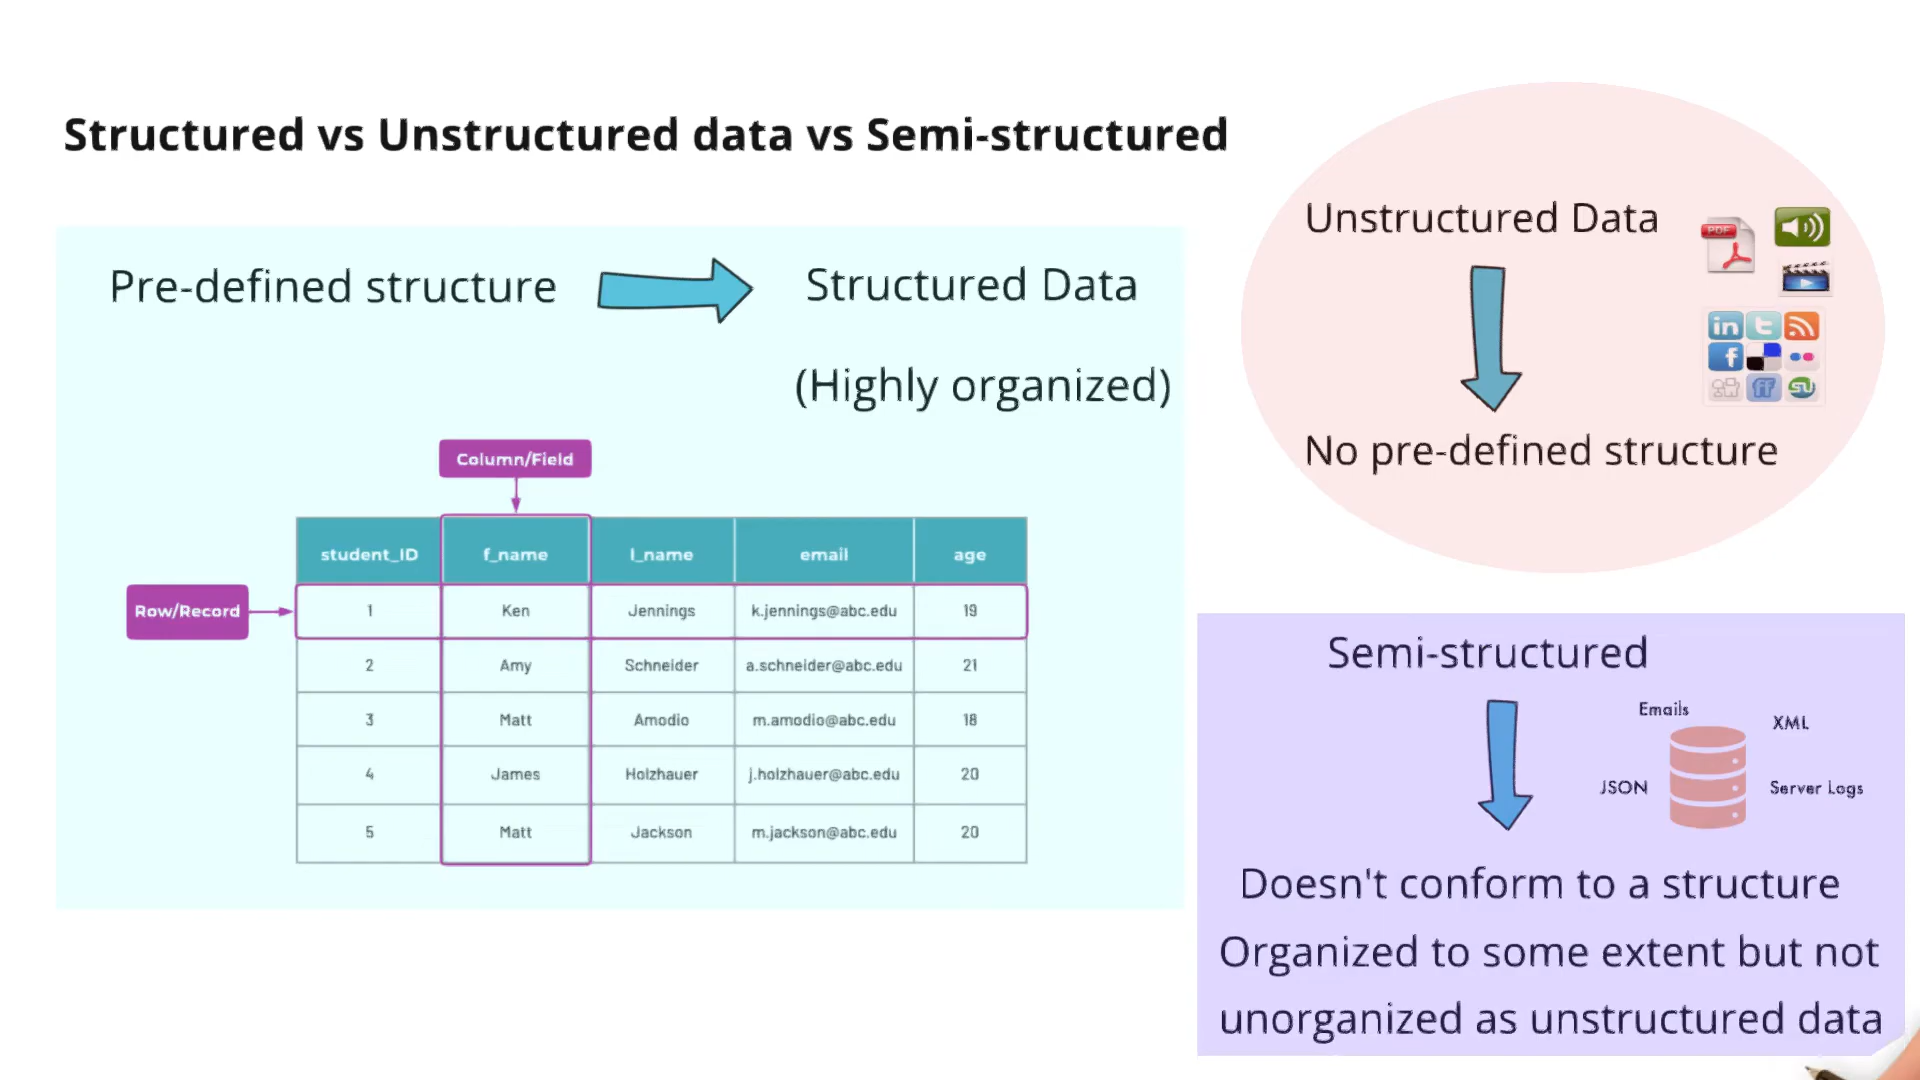 Structured vs Unstructured data vs Semi-structured
Pre-defined structure
Structured Data
(Highly organized)
Column/Field
student_ID f_name l_name email age
Row/Record
1 Ken Jennings k.jennings@abc.edu 19
2 Amy Schneider a.schneider@abc.edu 21
3 Matt Amodio m.amodio@abc.edu 18
4 James Holzhauer j.holzhauer@abc.edu 20
5 Matt Jackson m.jackson@abc.edu 20
Unstructured Data
PDF
in t
f
ff
No pre-defined structure
Semi-structured
Emails
XML
JSON
Server Logs
Doesn't conform to a structure
Organized to some extent but not
unorganized as unstructured data